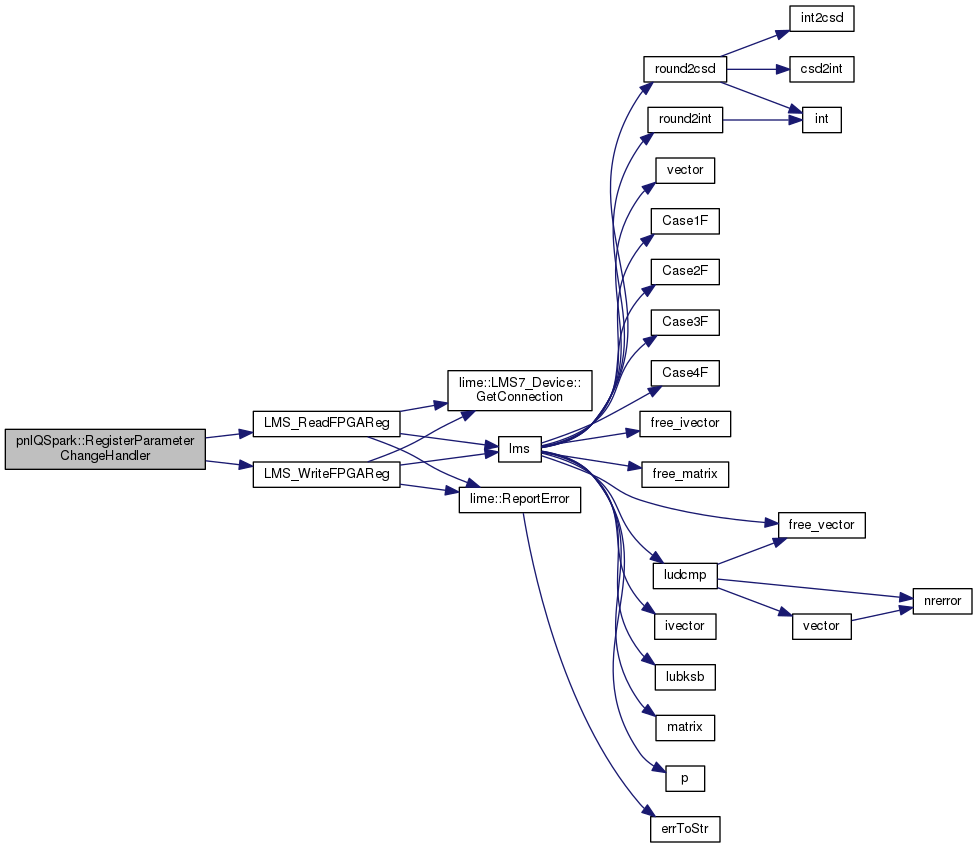 pnlQSpark::RegisterParameter
ChangeHandler
LMS_ReadFPGAReg
LMS_WriteFPGAReg
lime::LMS7_Device::
GetConnection
lms
lime::ReportError
round2csd
round2int
vector
Case1F
Case2F
Case3F
Case4F
free_ivector
free_matrix
ludcmp
ivector
lubksb
matrix
p
errToStr
int2csd
csd2int
int
free_vector
vector
nrerror